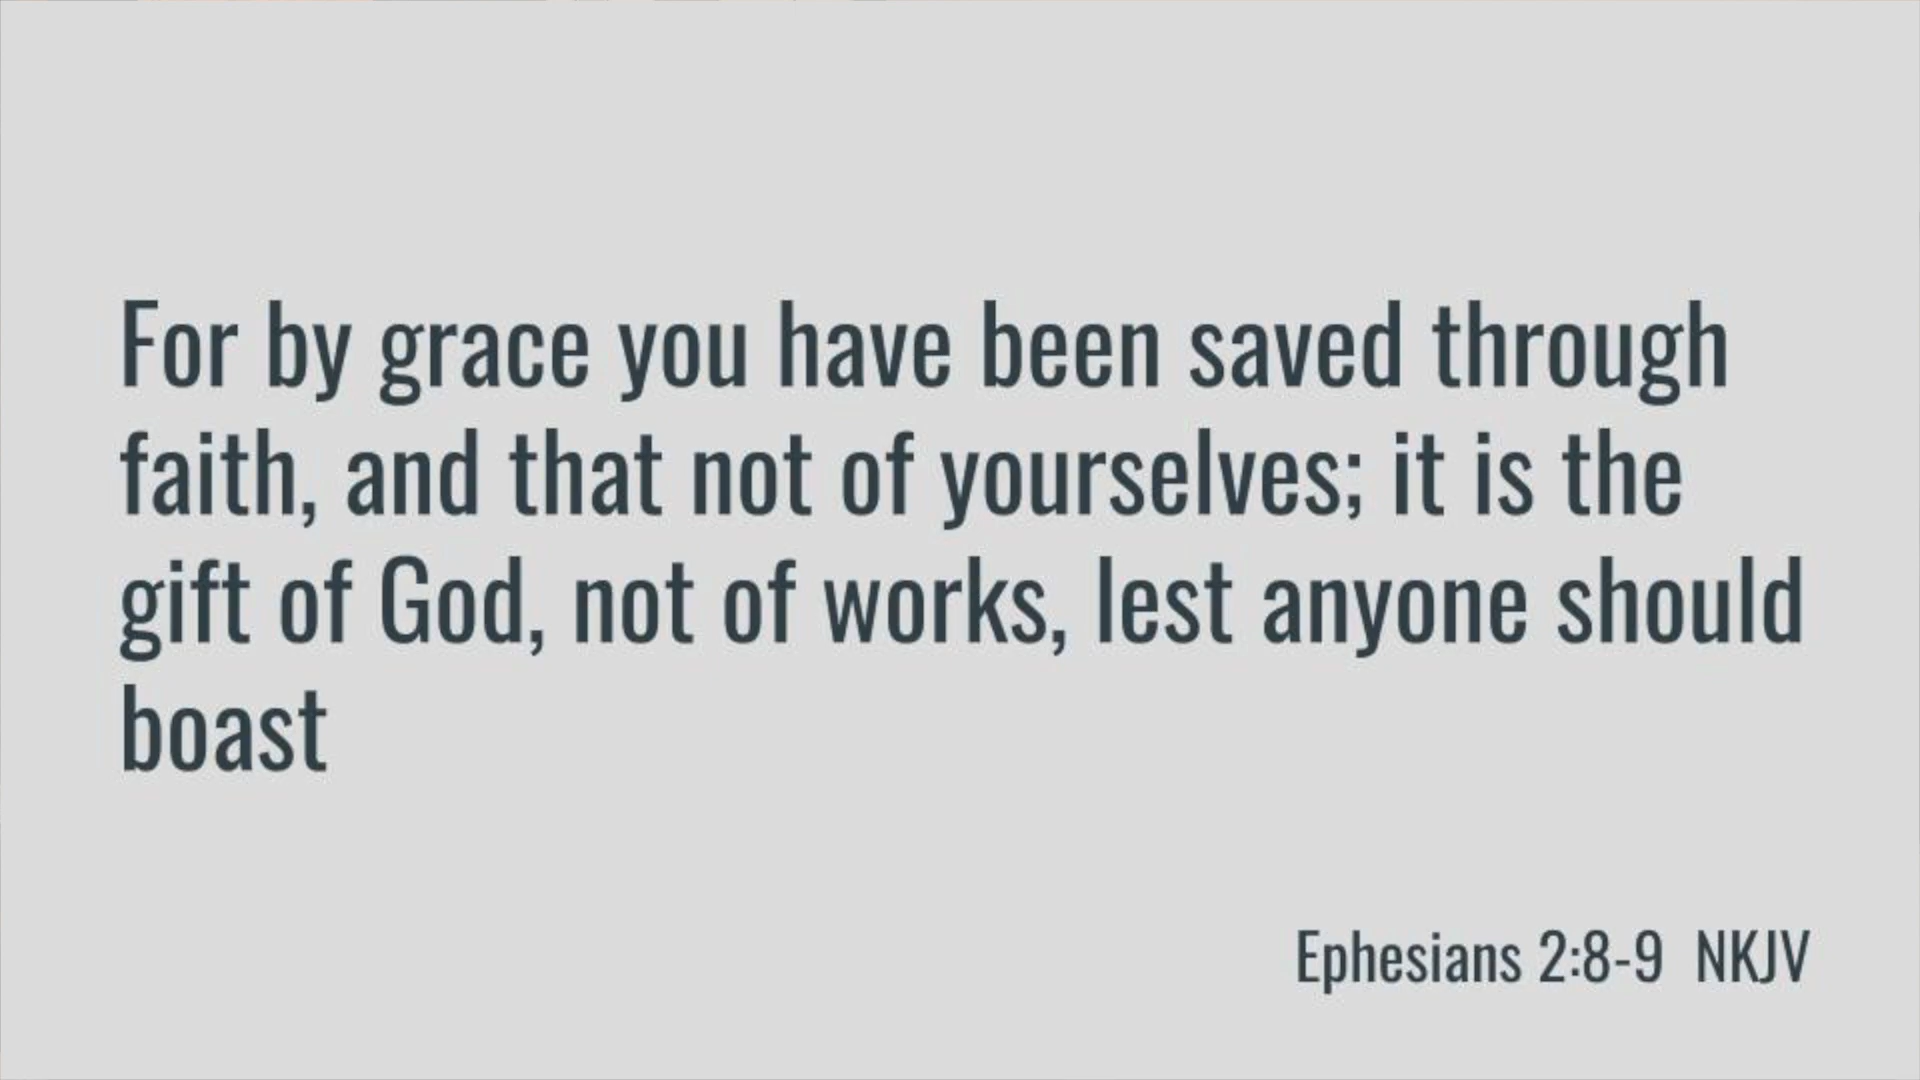 For by grace you have been saved through
faith, and that not of yourselves; it is the
gift of God, not of works, lest anyone should
boast
Ephesians 2:8-9 NKJV